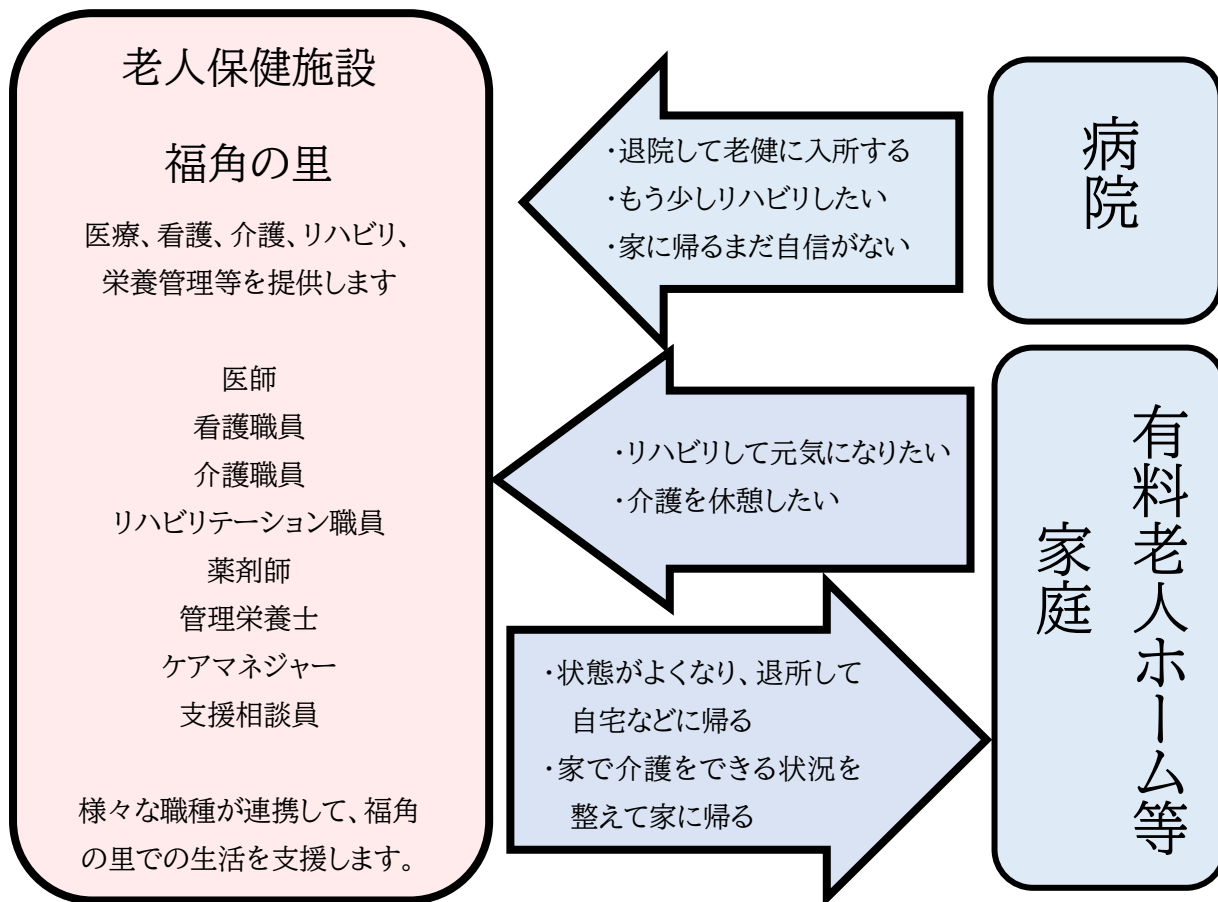 老人保健施設
福角の里
医療、看護、介護、リハビリ、
栄養管理等を提供します
医師
看護職員
介護職員
リハビリテーション職員
薬剤師
管理栄養士
ケアマネジャー
支援相談員
様々な職種が連携して、福角
の里での生活を支援します。
・退院して老健に入所する
・もう少しリハビリしたい
・家に帰るまだ自信がない
病院
・リハビリして元気になりたい
・介護を休憩したい
・状態がよくなり、退所して
自宅などに帰る
・家で介護をできる状況を
整えて家に帰る
有料老人ホーム等
家庭